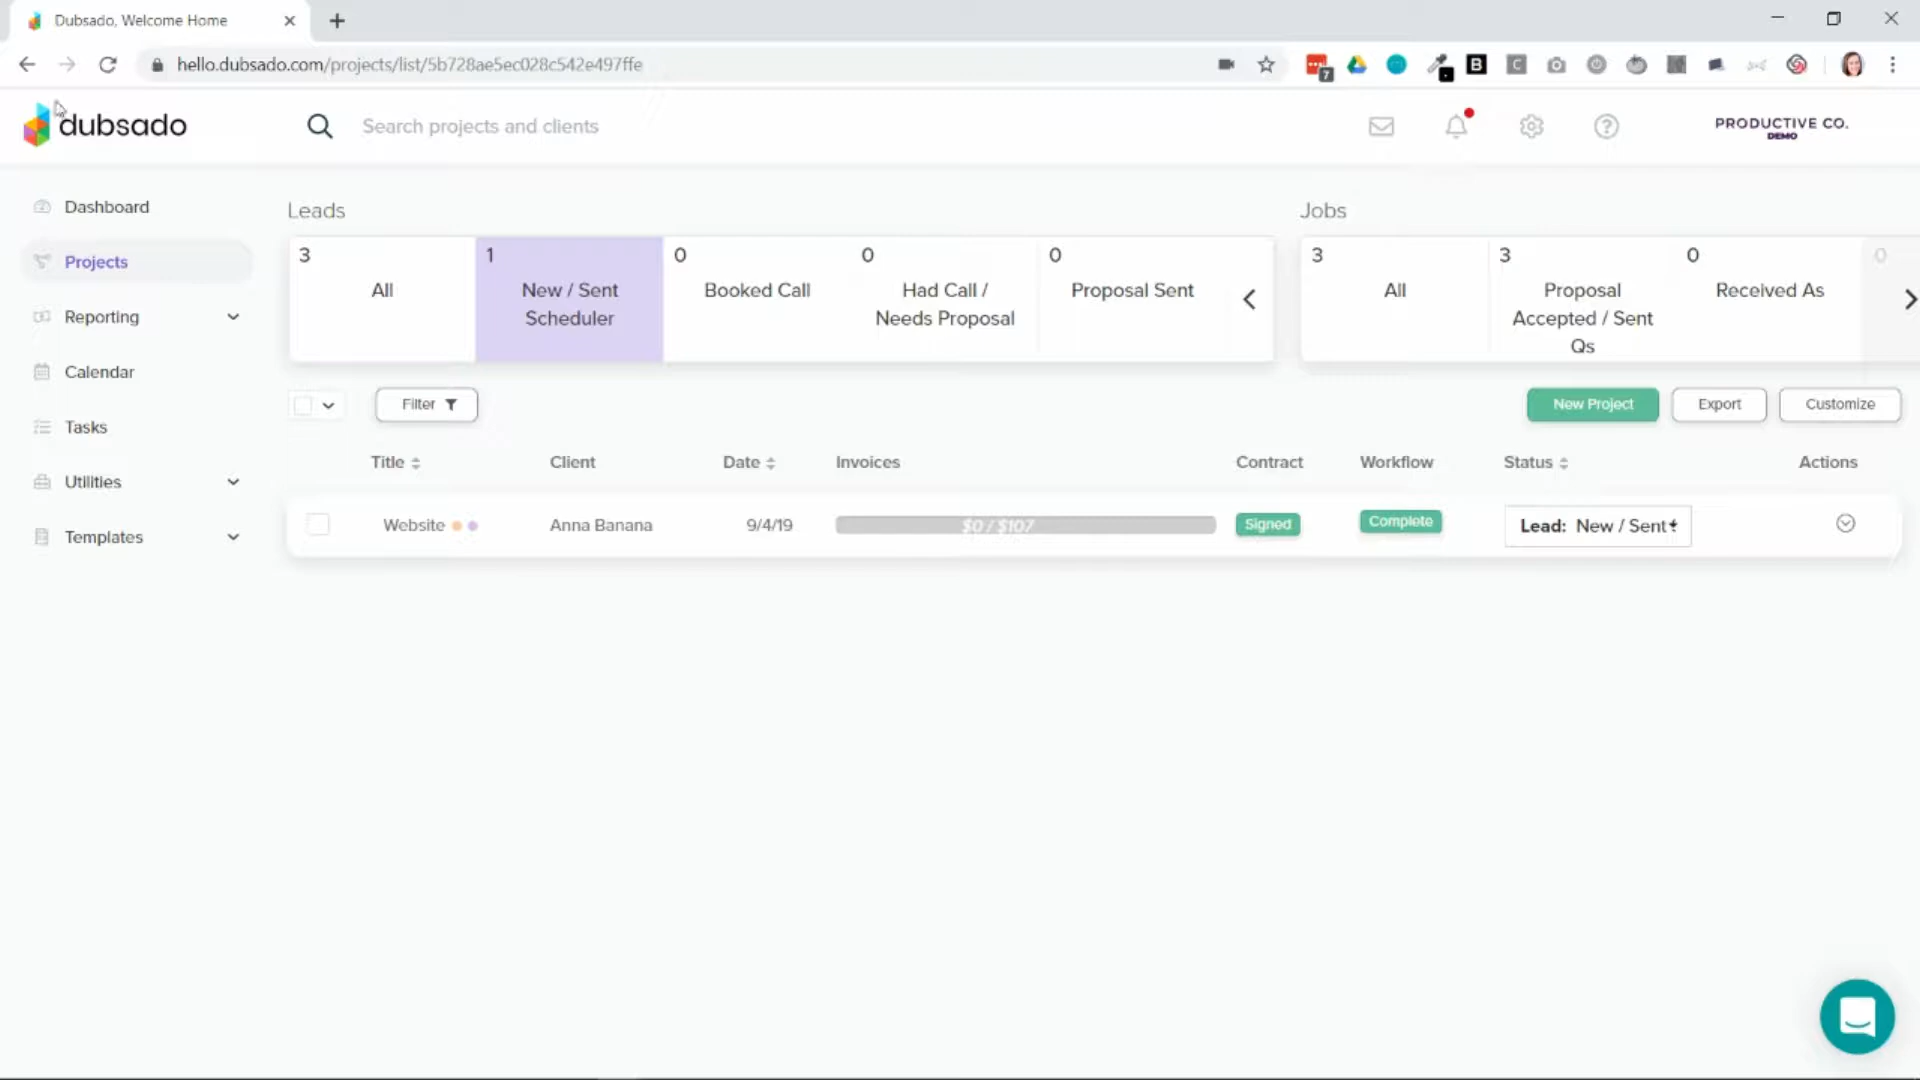 Dubsado, Welcome Home
hello.dubsado.com/projects/list/5b728ae5ec028c542e497ffe
7
B
C
dubsado
Search projects and clients
PRODUCTIVE CO.
DEMO
Dashboard
Projects
Reporting
Calendar
Tasks
Utilities
Templates
Leads
3
All
1
New / Sent
Scheduler
0
Booked Call
0
Had Call /
Needs Proposal
0
Proposal Sent
Jobs
3
All
3
Proposal
Accepted / Sent
Qs
0
Received As
0
Filter
New Project
Export
Customize
Title
Client
Date
Invoices
Contract
Workflow
Status
Actions
Website
Anna Banana
9/4/19
$0 / $107
Signed
Complete
Lead: New / Sent